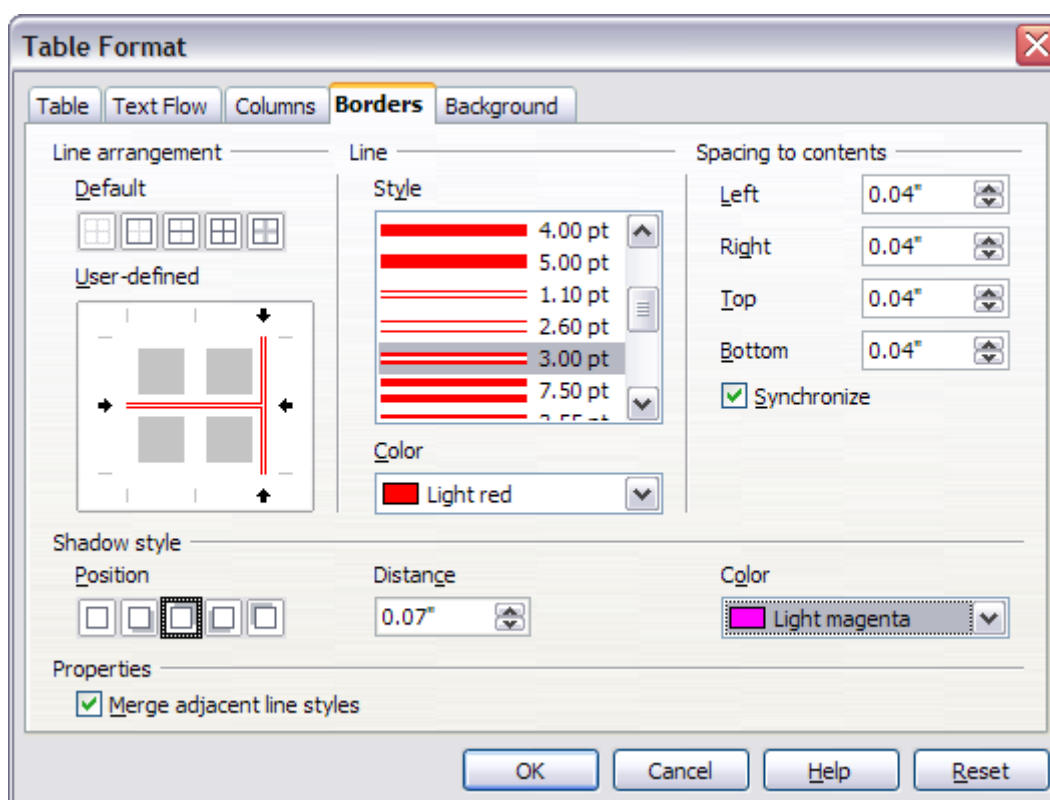 Table Format
Table Text Flow Columns Borders Background
Line arrangement
Default
User-defined
Line
Style
4.00 pt
5.00 pt
1.10 pt
2.60 pt
3.00 pt
7.50 pt
Color
Light red
Spacing to contents
Left 0.04"
Right 0.04"
Top 0.04"
Bottom 0.04"
Synchronize
Shadow style
Position
Distance
0.07"
Color
Light magenta
Properties
Merge adjacent line styles
OK Cancel Help Reset